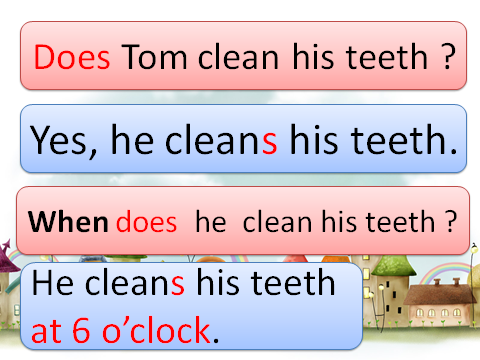 Does Tom clean his teeth ?
Yes, he cleans his teeth.
When does he clean his teeth ?
He cleans his teeth
at 6 o’clock.